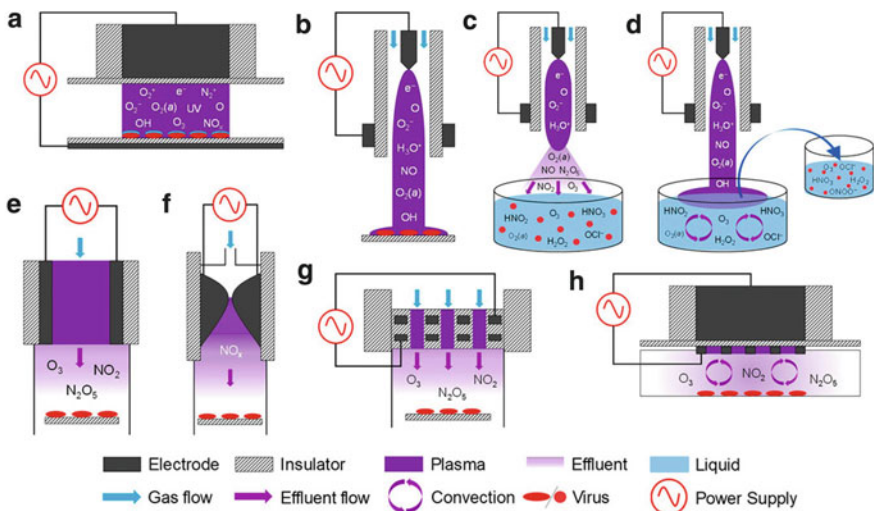 a
O₂⁺ e⁻ N₂⁺
O₂⁻ O₂(a) UV O
OH O₂ NOₓ
b
e⁻
O
O₂⁻
H₃O⁺
NO
O₂(a)
OH
c
e⁻
O
O₂⁻
H₃O⁺
O₂(a)
NO N₂O₅
NO₂ O₃
HNO₂ O₃ HNO₃
O₂(a) H₂O₂ OCl⁻
d
e⁻
O
O₂⁻
H₃O⁺
NO
O₂(a)
OH
HNO₂ O₃ HNO₃
O₂(a) H₂O₂ OCl⁻
O₃ OCl⁻
HNO₃ H₂O₂
ONOO⁻
e
O₃ NO₂
N₂O₅
f
NOₓ
g
O₃ NO₂
N₂O₅
h
O₃ NO₂ N₂O₅
Electrode Insulator Plasma Effluent Liquid
Gas flow Effluent flow Convection Virus Power Supply